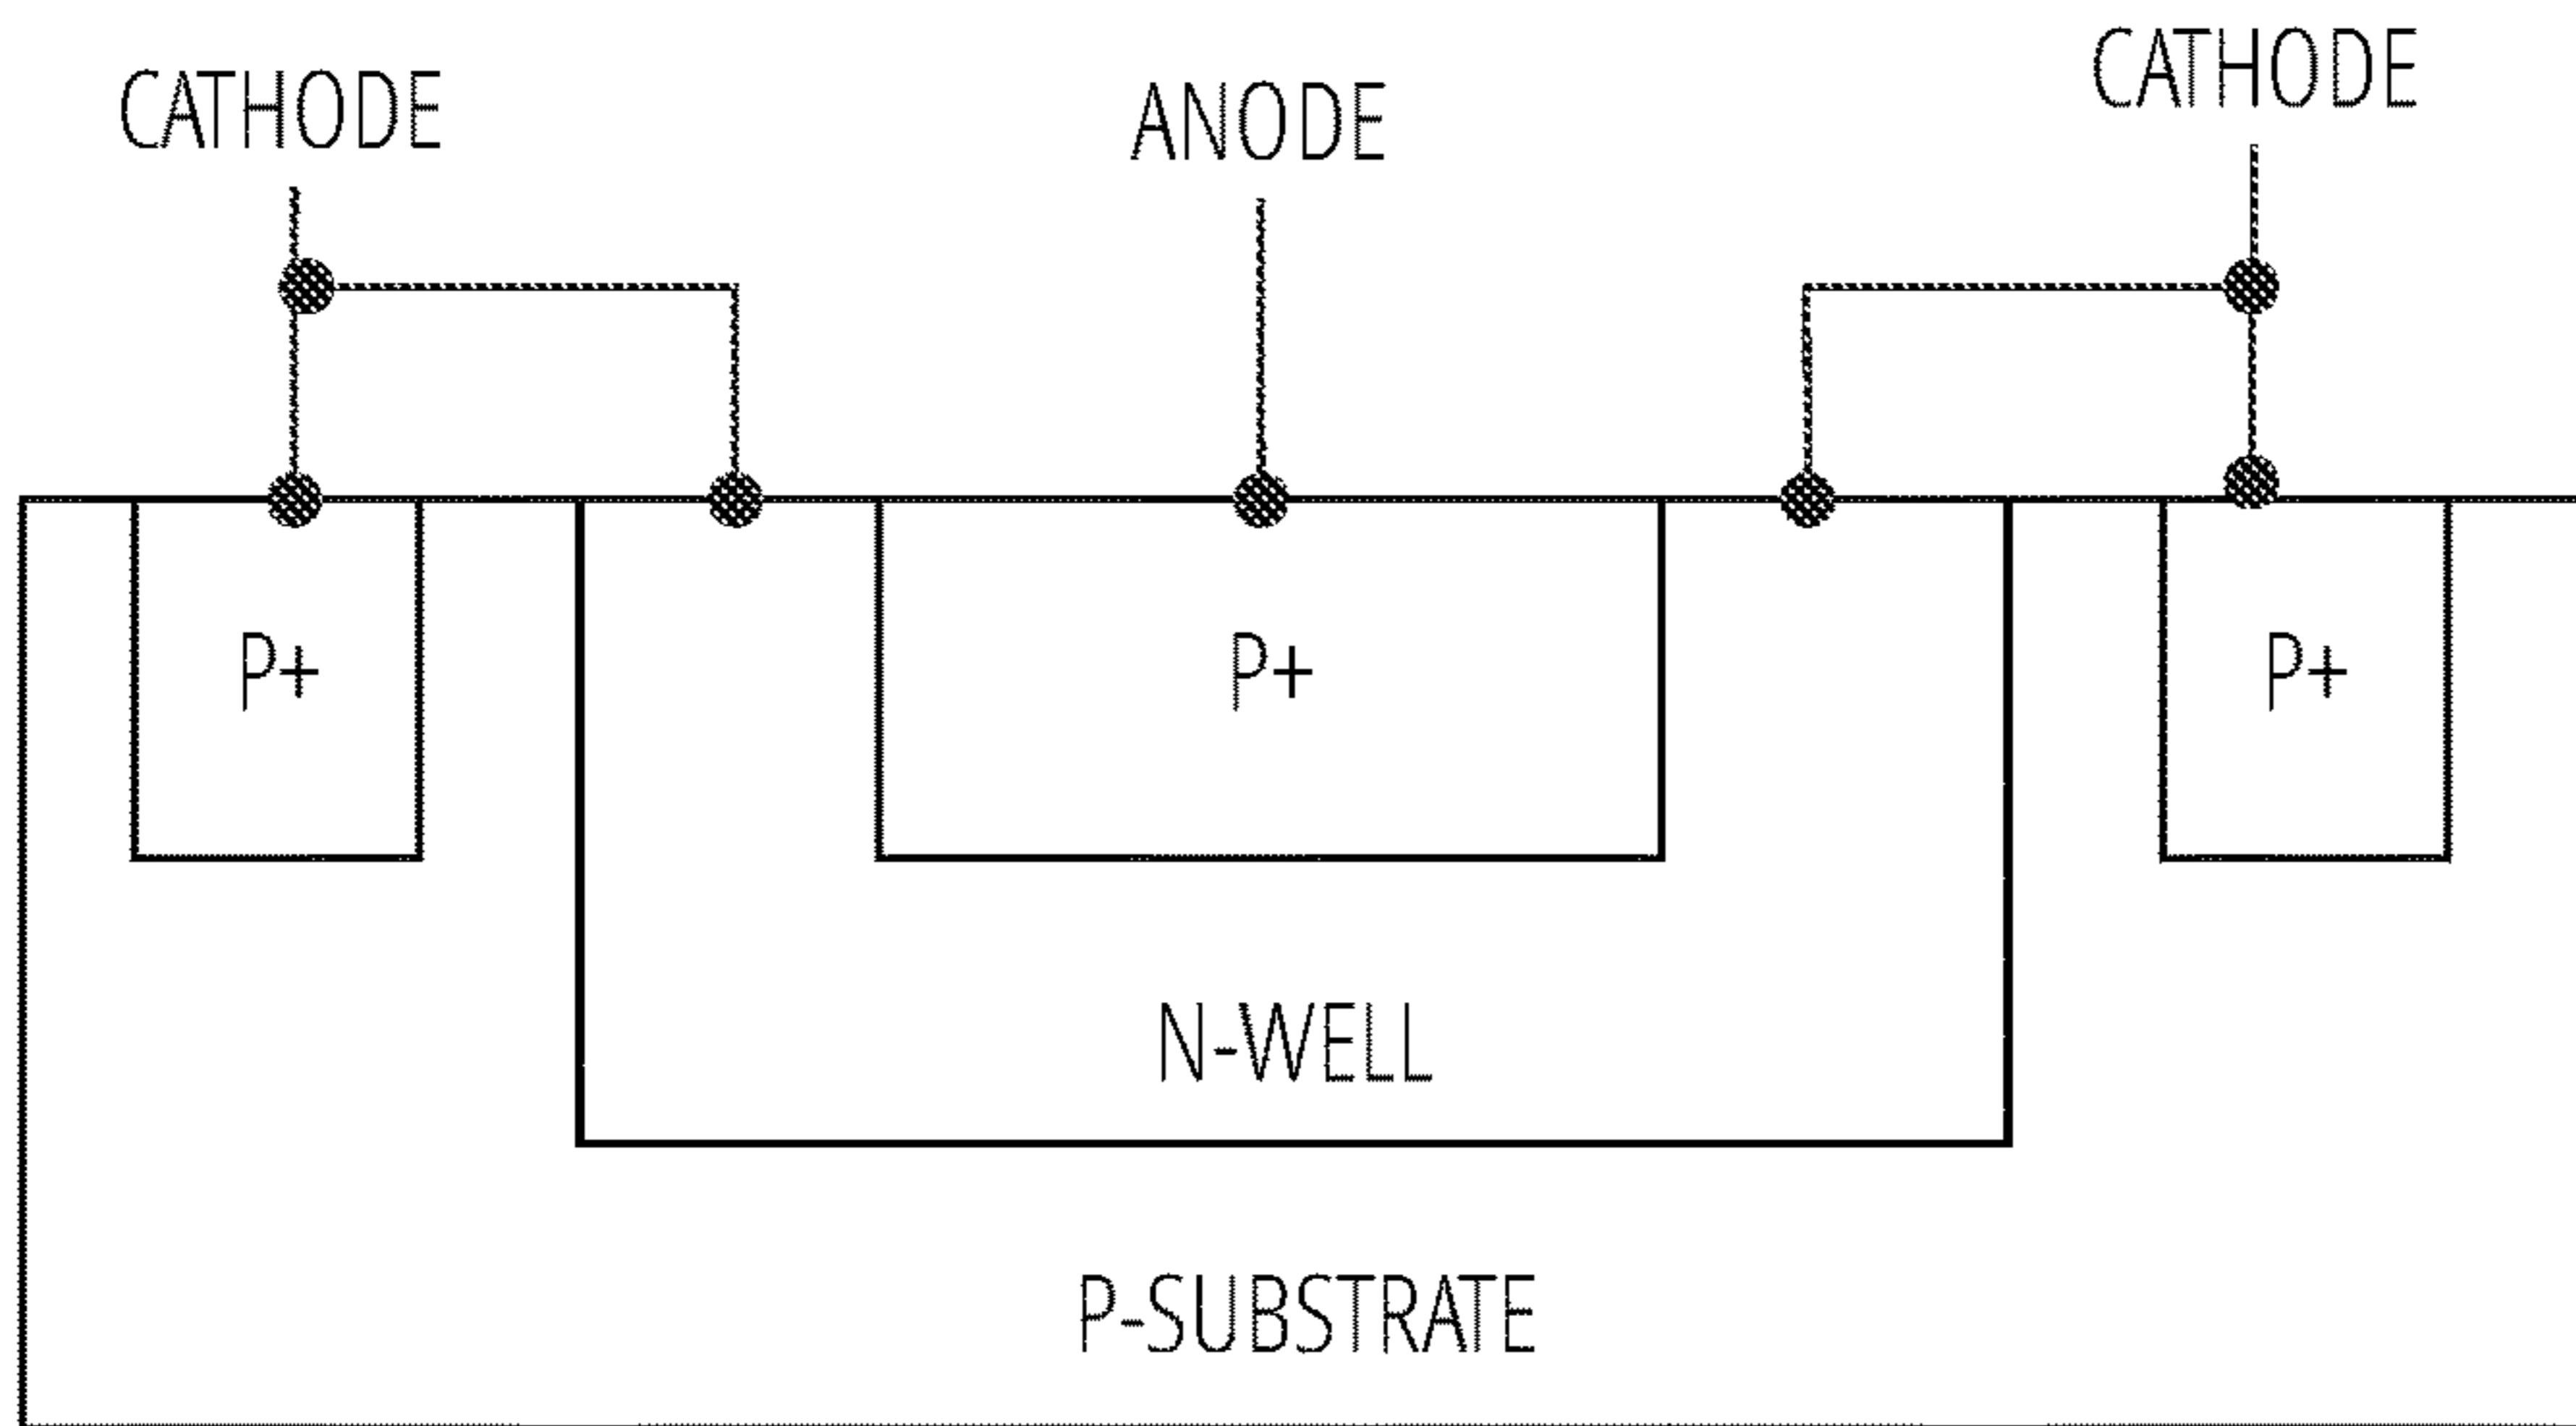 CATHODE
ANODE
CATHODE
P+
P+
P+
N-WELL
P-SUBSTRATE